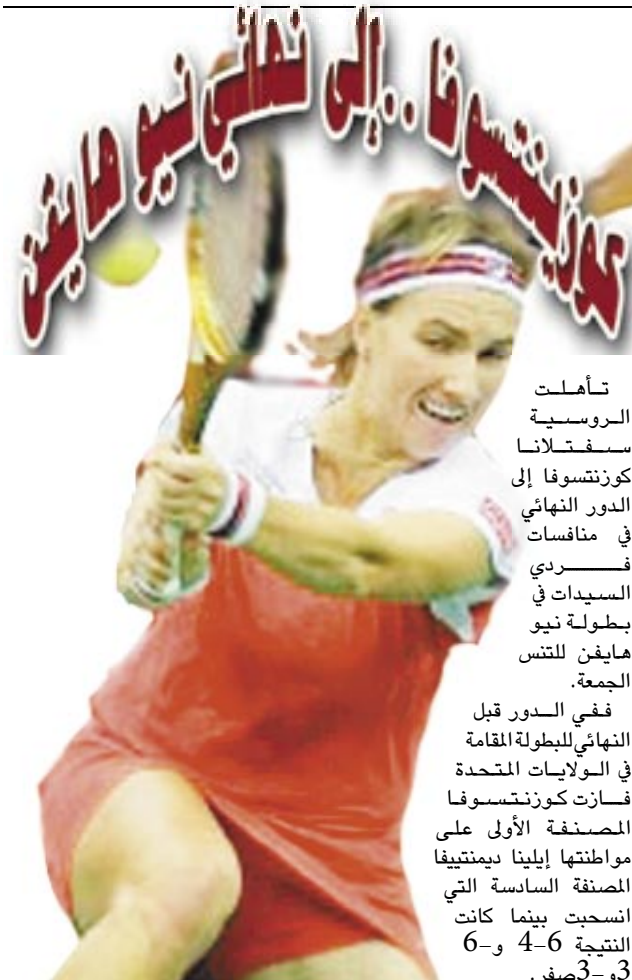 كوزينتسوفا ..إلى نهائي نيو هايفن
تأهلت
الروسية
سفتلانا
كوزنتسوفا إلى
الدور النهائي
في منافسات
فردي
السيدات في
بطولة نيو
هايفن للتنس
الجمعة.
ففي الدور قبل
النهائي للبطولة المقامة
في الولايات المتحدة
فازت كوزنتسوفا
المصنفة الأولى على
مواطنتها إيلينا ديمنتييفا
المصنفة السادسة التي
انسحبت بينما كانت
النتيجة 6-4 و-6
3و-3صفر.